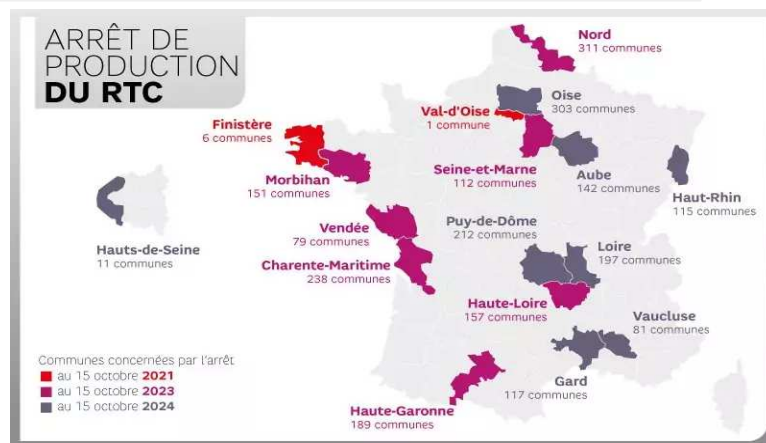 ARRÊT DE
PRODUCTION
DU RTC
Nord
311 communes
Oise
303 communes
Val-d'Oise
1 commune
Finistère
6 communes
Seine-et-Marne
112 communes
Aube
142 communes
Haut-Rhin
115 communes
Morbihan
151 communes
Hauts-de-Seine
11 communes
Vendée
79 communes
Puy-de-Dôme
212 communes
Loire
197 communes
Charente-Maritime
238 communes
Haute-Loire
157 communes
Vaucluse
81 communes
Gard
117 communes
Haute-Garonne
189 communes
Communes concernées par l'arrêt
au 15 octobre 2021
au 15 octobre 2023
au 15 octobre 2024